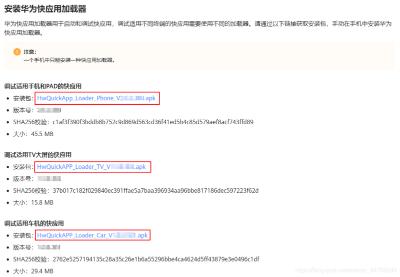 安装华为快应用加载器
华为快应用加载器用于启动和调试快应用，调试适用不同终端的快应用需要使用不同的加载器。请通过以下链接获取安装包，手动在手机中安装华为
快应用加载器。
注意：
一个手机中只能安装一种快应用加载器。
调试适用于手机和PAD的快应用
安装包：HwQuickApp_Loader_Phone_V
.apk
版本号：
SHA256校验：
大小：45.5 MB
调试适用TV大屏的快应用
安装包：HwQuickAPP_Loader_TV_V
.apk
版本号：
SHA256校验：37b017c182f029840ec391ffae5a7baa396934aa96bbe817186dec597223f62d
大小：15.8 MB
调试适用车机的快应用
安装包：HwQuickAPP_Loader_Car_V
.apk
版本号：
SHA256校验：
大小：29.4 MB